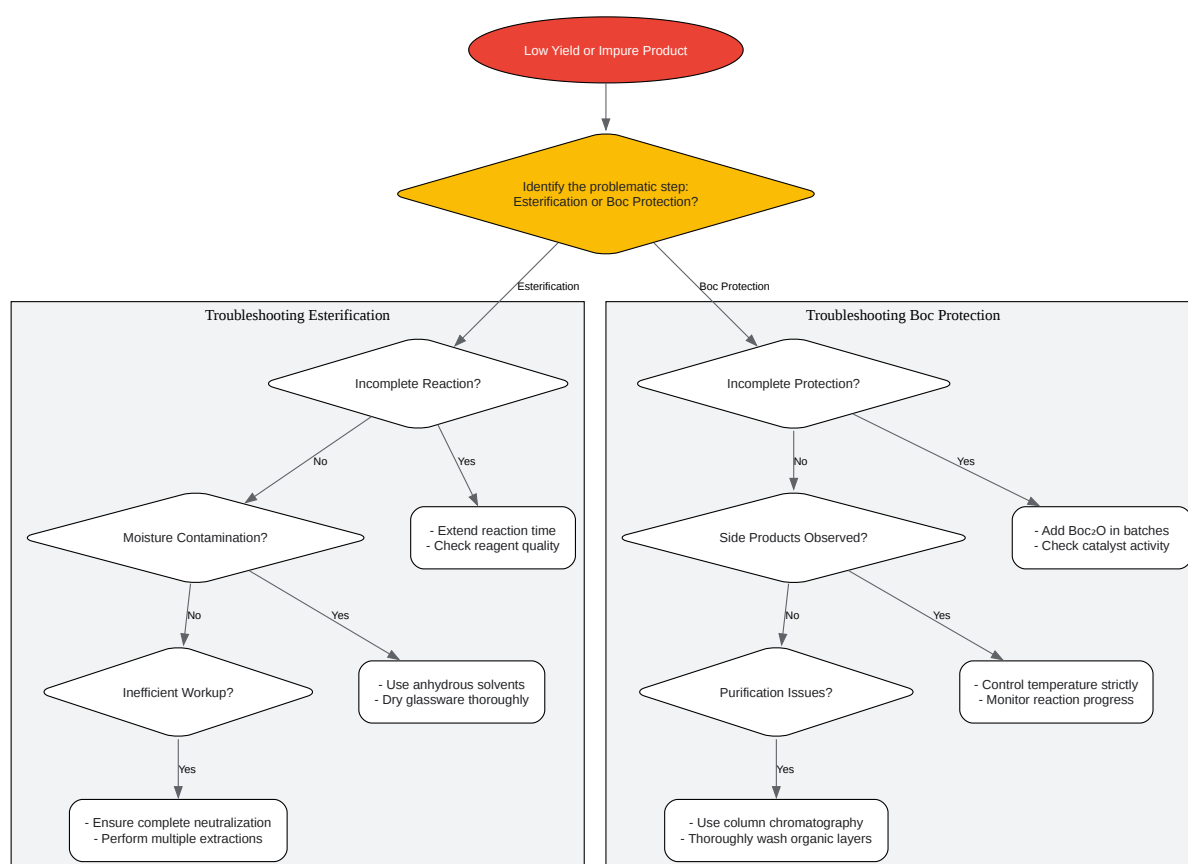 Low Yield or Impure Product
Identify the problematic step:
Esterification or Boc Protection?
Esterification
Boc Protection
Troubleshooting Esterification
Incomplete Reaction?
No
Yes
Moisture Contamination?
- Extend reaction time
- Check reagent quality
No
Yes
Inefficient Workup?
- Use anhydrous solvents
- Dry glassware thoroughly
Yes
- Ensure complete neutralization
- Perform multiple extractions
Troubleshooting Boc Protection
Incomplete Protection?
No
Yes
Side Products Observed?
- Add Boc₂O in batches
- Check catalyst activity
No
Yes
Purification Issues?
- Control temperature strictly
- Monitor reaction progress
Yes
- Use column chromatography
- Thoroughly wash organic layers